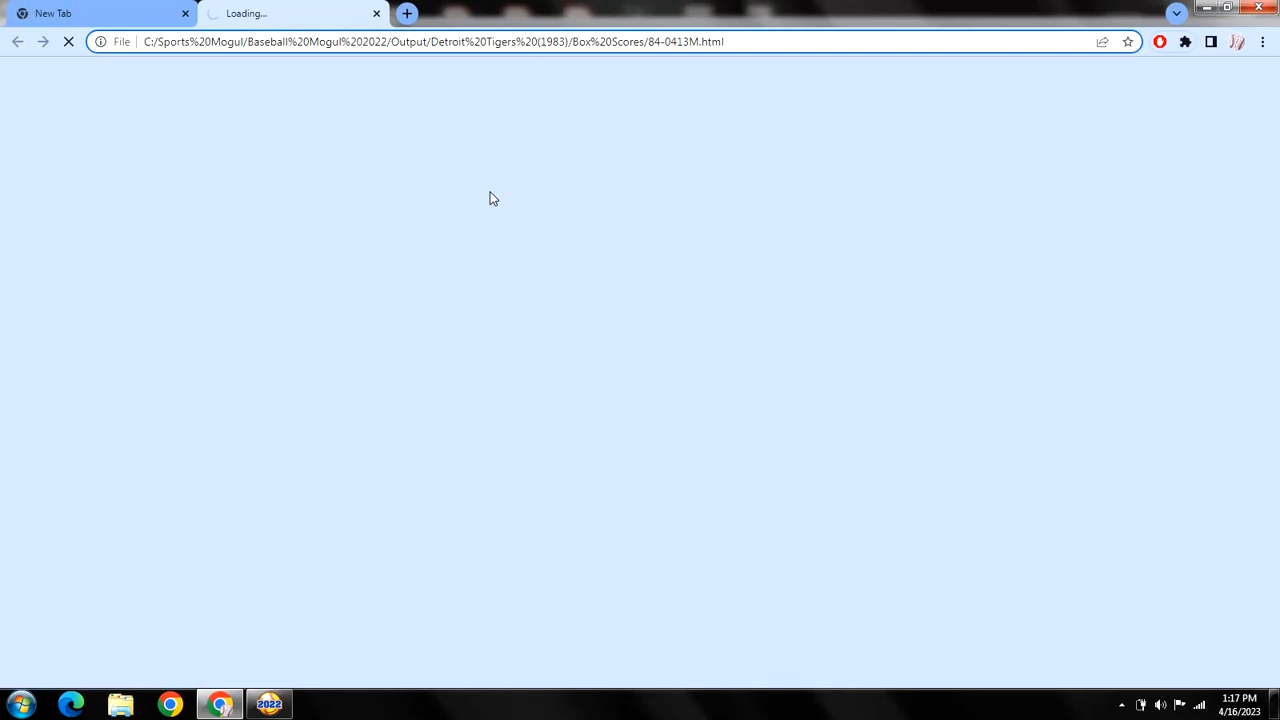 New Tab
Loading...
File
C:/Sports%20Mogul/Baseball%20Mogul%202022/Output/Detroit%20Tigers%20(1983)/Box%20Scores/84-0413M.html
2022
1:17 PM
4/16/2023